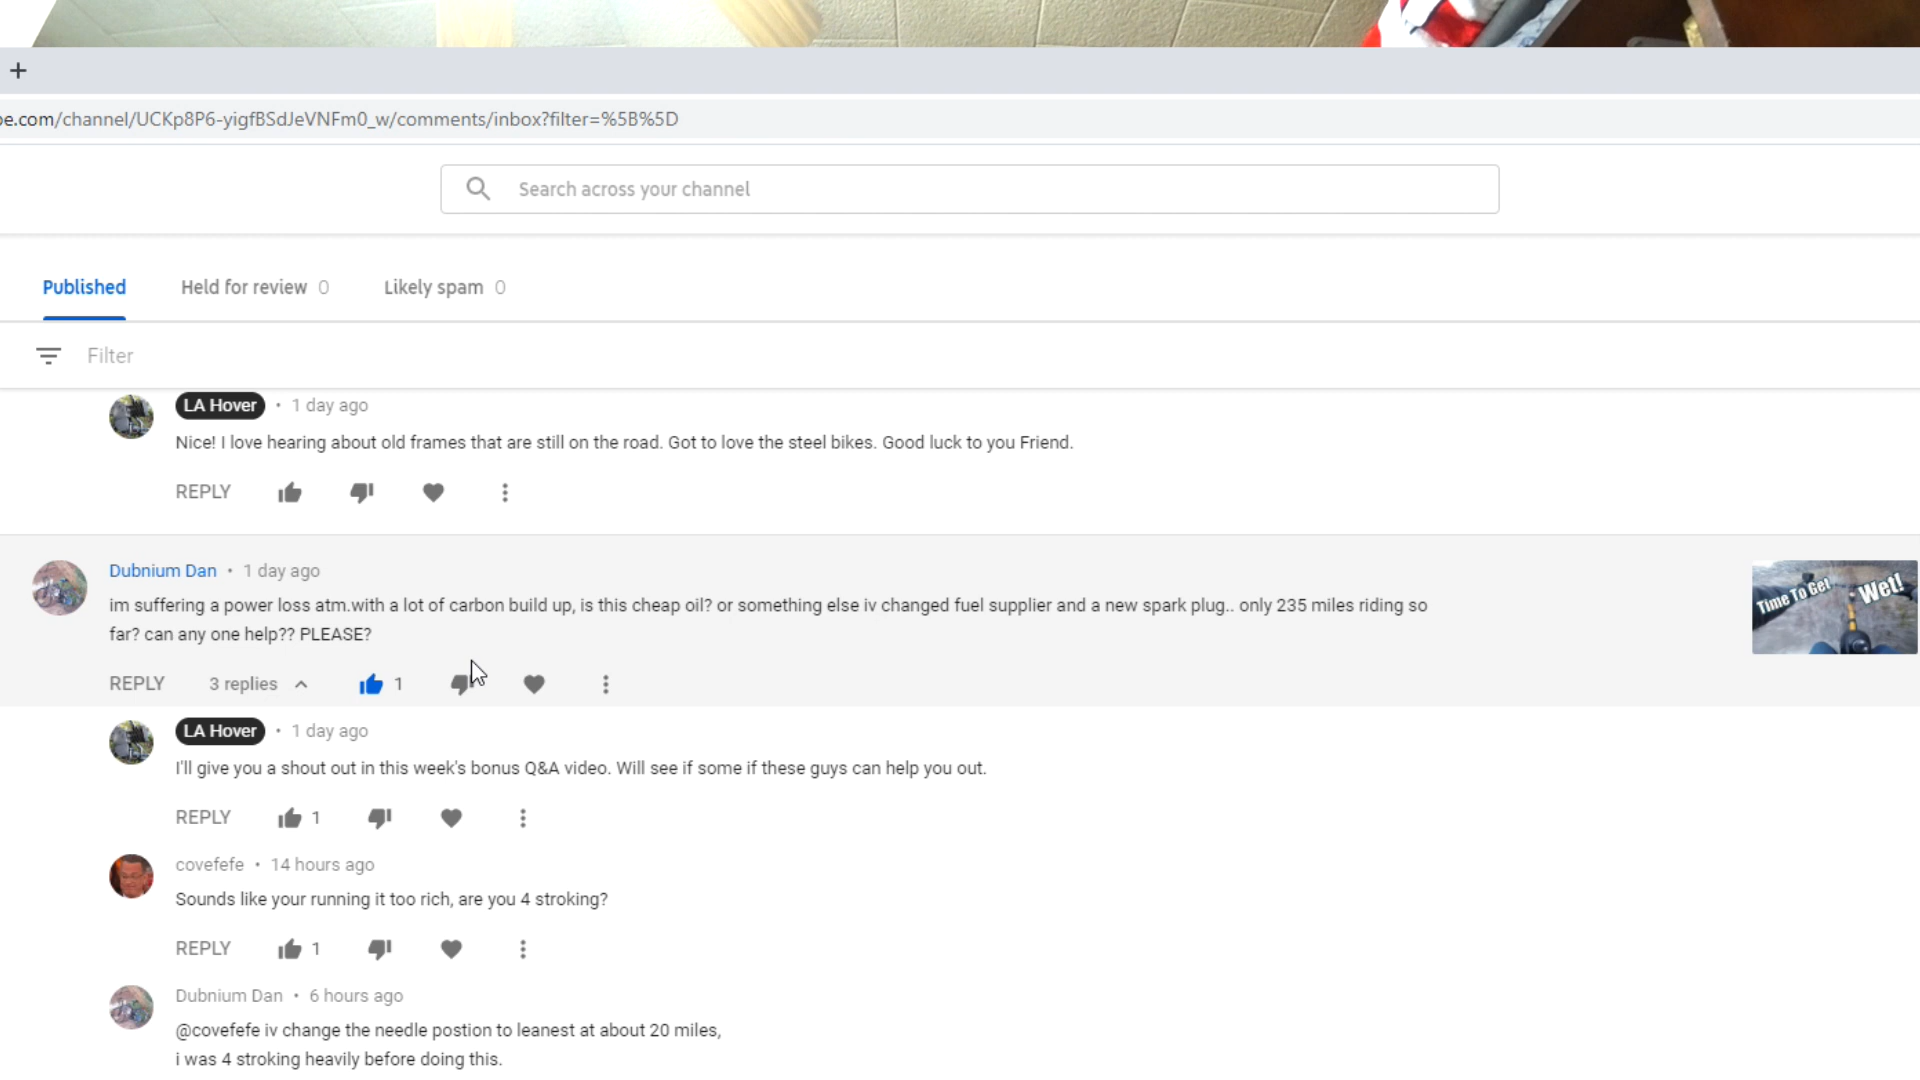 +
e.com/channel/UCKp8P6-yigfBSdJeVNFm0_w/comments/inbox?filter=%5B%5D
Search across your channel
Published Held for review 0 Likely spam 0
Filter
LA Hover • 1 day ago
Nice! I love hearing about old frames that are still on the road. Got to love the steel bikes. Good luck to you Friend.
REPLY
Dubnium Dan • 1 day ago
im suffering a power loss atm.with a lot of carbon build up, is this cheap oil? or something else iv changed fuel supplier and a new spark plug.. only 235 miles riding so
far? can any one help?? PLEASE?
Time To Get Wet!
REPLY 3 replies 1
LA Hover • 1 day ago
I'll give you a shout out in this week's bonus Q&A video. Will see if some if these guys can help you out.
REPLY 1
covefefe • 14 hours ago
Sounds like your running it too rich, are you 4 stroking?
REPLY 1
Dubnium Dan • 6 hours ago
@covefefe iv change the needle postion to leanest at about 20 miles,
i was 4 stroking heavily before doing this.